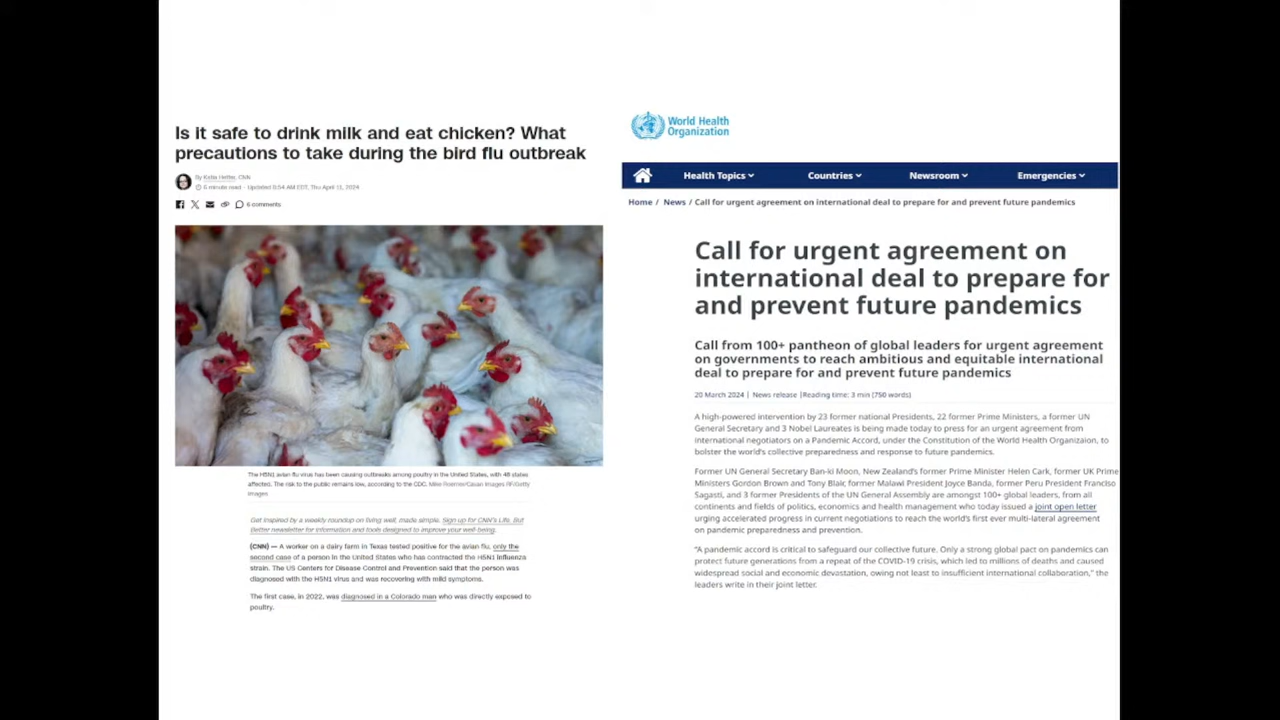 Is it safe to drink milk and eat chicken? What
precautions to take during the bird flu outbreak
By Katia Hetter, CNN
6 minute read · Updated 9:54 AM EDT, Thu April 11, 2024
6 comments
The H5N1 avian flu virus has been causing outbreaks among poultry in the United States, with 48 states
affected. The risk to the public remains low, according to the CDC. Mike Roemer/Cavan Images RF/Getty
Images
Get inspired by a weekly roundup on living well, made simple. Sign up for CNN's Life, But
Better newsletter for information and tools designed to improve your well-being.
(CNN) — A worker on a dairy farm in Texas tested positive for the avian flu, only the
second case of a person in the United States who has contracted the H5N1 influenza
strain. The US Centers for Disease Control and Prevention said that the person was
diagnosed with the H5N1 virus and was recovering with mild symptoms.
The first case, in 2022, was diagnosed in a Colorado man who was directly exposed to
poultry.
World Health
Organization
Health Topics
Countries
Newsroom
Emergencies
Home / News / Call for urgent agreement on international deal to prepare for and prevent future pandemics
Call for urgent agreement on
international deal to prepare for
and prevent future pandemics
Call from 100+ pantheon of global leaders for urgent agreement
on governments to reach ambitious and equitable international
deal to prepare for and prevent future pandemics
20 March 2024 | News release | Reading time: 3 min (750 words)
A high-powered intervention by 23 former national Presidents, 22 former Prime Ministers, a former UN
General Secretary and 3 Nobel Laureates is being made today to press for an urgent agreement from
international negotiators on a Pandemic Accord, under the Constitution of the World Health Organizaion, to
bolster the world's collective preparedness and response to future pandemics.
Former UN General Secretary Ban-ki Moon, New Zealand's former Prime Minister Helen Cark, former UK Prime
Ministers Gordon Brown and Tony Blair, former Malawi President Joyce Banda, former Peru President Franciso
Sagasti, and 3 former Presidents of the UN General Assembly are amongst 100+ global leaders, from all
continents and fields of politics, economics and health management who today issued a joint open letter
urging accelerated progress in current negotiations to reach the world's first ever multi-lateral agreement
on pandemic preparedness and prevention.
"A pandemic accord is critical to safeguard our collective future. Only a strong global pact on pandemics can
protect future generations from a repeat of the COVID-19 crisis, which led to millions of deaths and caused
widespread social and economic devastation, owing not least to insufficient international collaboration," the
leaders write in their joint letter.